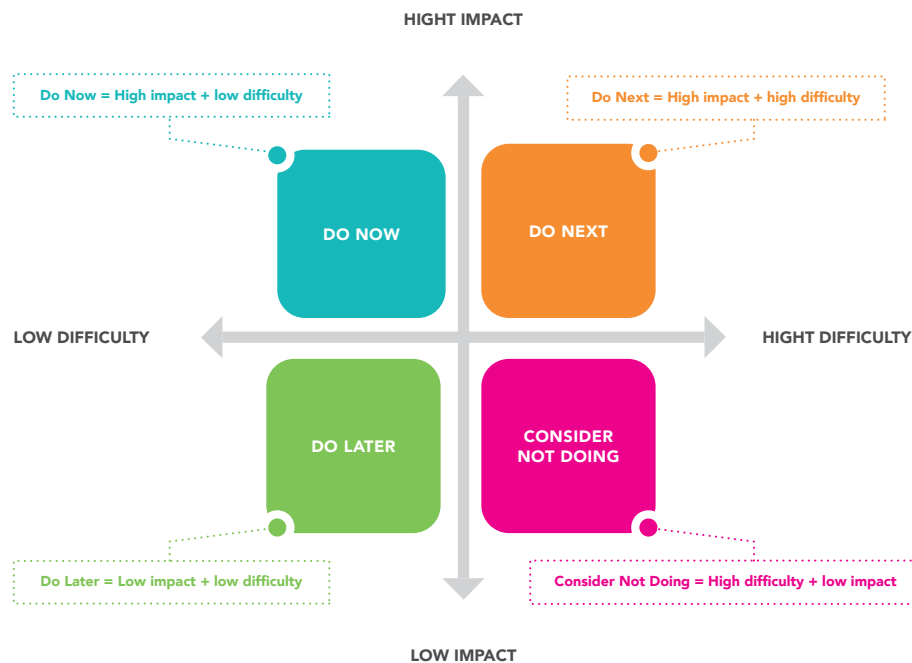 HIGHT IMPACT
Do Now = High impact + low difficulty
Do Next = High impact + high difficulty
DO NOW
DO NEXT
LOW DIFFICULTY
HIGHT DIFFICULTY
DO LATER
CONSIDER
NOT DOING
Do Later = Low impact + low difficulty
Consider Not Doing = High difficulty + low impact
LOW IMPACT